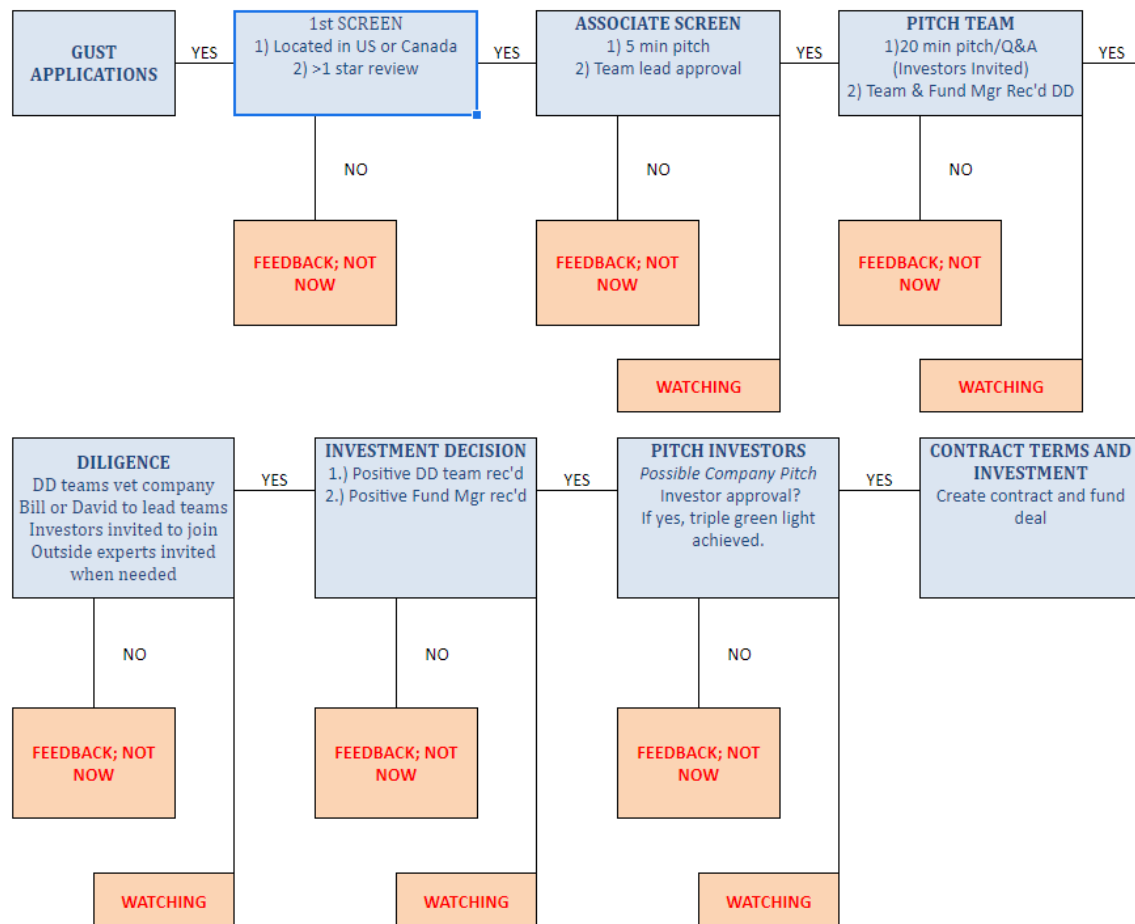 GUST
APPLICATIONS
YES
1st SCREEN
1) Located in US or Canada
2) >1 star review
YES
ASSOCIATE SCREEN
1) 5 min pitch
2) Team lead approval
YES
PITCH TEAM
1)20 min pitch/Q&A
(Investors Invited)
2) Team & Fund Mgr Rec'd DD
YES
NO
NO
NO
FEEDBACK; NOT
NOW
FEEDBACK; NOT
NOW
FEEDBACK; NOT
NOW
WATCHING
WATCHING
DILIGENCE
DD teams vet company
Bill or David to lead teams
Investors invited to join
Outside experts invited
when needed
YES
INVESTMENT DECISION
1.) Positive DD team rec'd
2.) Positive Fund Mgr rec'd
YES
PITCH INVESTORS
Possible Company Pitch
Investor approval?
If yes, triple green light
achieved.
YES
CONTRACT TERMS AND
INVESTMENT
Create contract and fund
deal
NO
NO
NO
FEEDBACK; NOT
NOW
FEEDBACK; NOT
NOW
FEEDBACK; NOT
NOW
WATCHING
WATCHING
WATCHING